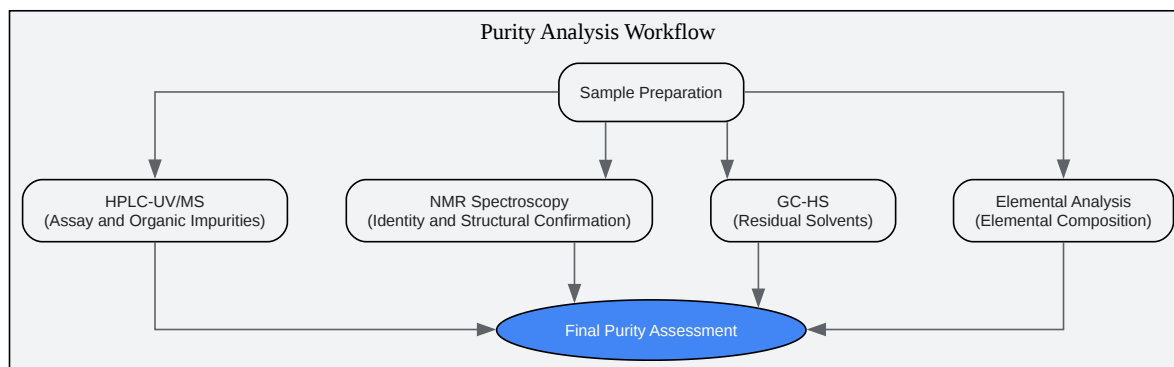 Purity Analysis Workflow
Sample Preparation
HPLC-UV/MS
(Assay and Organic Impurities)
NMR Spectroscopy
(Identity and Structural Confirmation)
GC-HS
(Residual Solvents)
Elemental Analysis
(Elemental Composition)
Final Purity Assessment